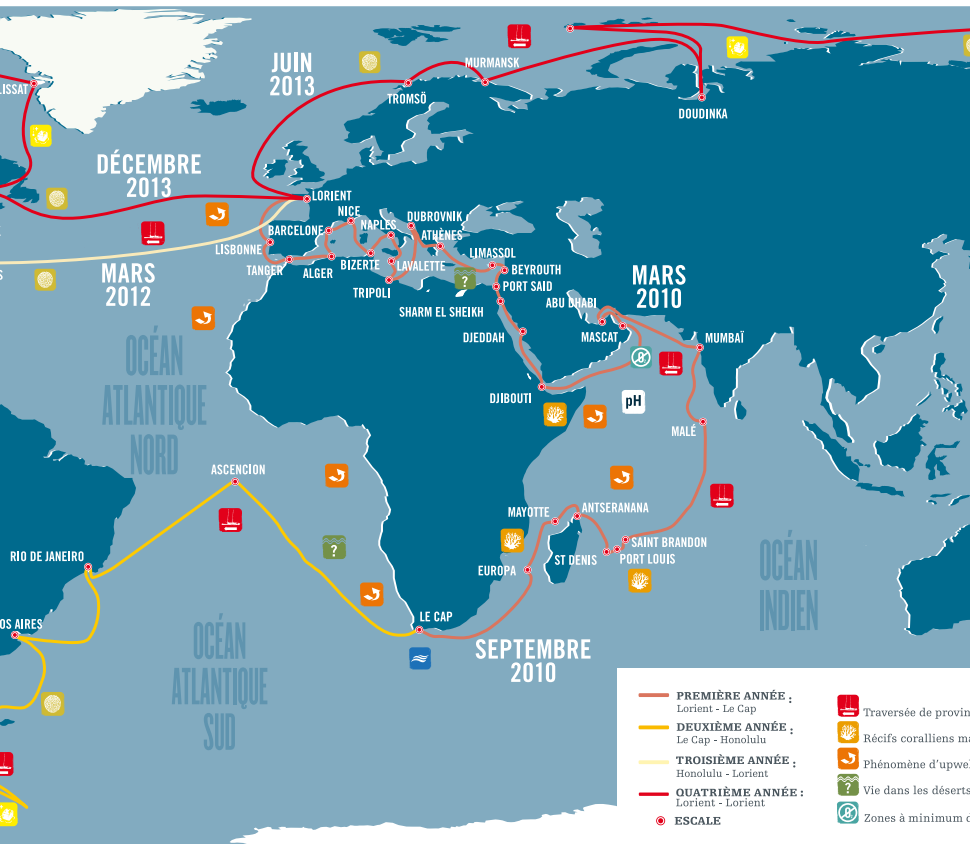 JUIN
2013
MURMANSK
LISSAT
TROMSÖ
DOUDINKA
DÉCEMBRE
2013
LORIENT
NICE
BARCELONE
NAPLES
DUBROVNIK
ATHÈNES
LISBONNE
LIMASSOL
TANGER
ALGER
BIZERTE
LAVALETTE
BEYROUTH
MARS
2012
TRIPOLI
?
PORT SAID
MARS
2010
SHARM EL SHEIKH
ABU DHABI
DJEDDAH
MASCAT
MUMBAÏ
OCÉAN
ATLANTIQUE
NORD
DJIBOUTI
pH
MALÉ
ASCENCION
MAYOTTE
ANTSERANANA
?
SAINT BRANDON
ST DENIS
PORT LOUIS
RIO DE JANEIRO
EUROPA
OCÉAN
INDIEN
OS AIRES
LE CAP
OCÉAN
ATLANTIQUE
SUD
SEPTEMBRE
2010
PREMIÈRE ANNÉE :
Lorient - Le Cap
DEUXIÈME ANNÉE :
Le Cap - Honolulu
TROISIÈME ANNÉE :
Honolulu - Lorient
QUATRIÈME ANNÉE :
Lorient - Lorient
ESCALE
Traversée de provin
Récifs coralliens ma
Phénomène d'upwel
? Vie dans les déserts
Zones à minimum d